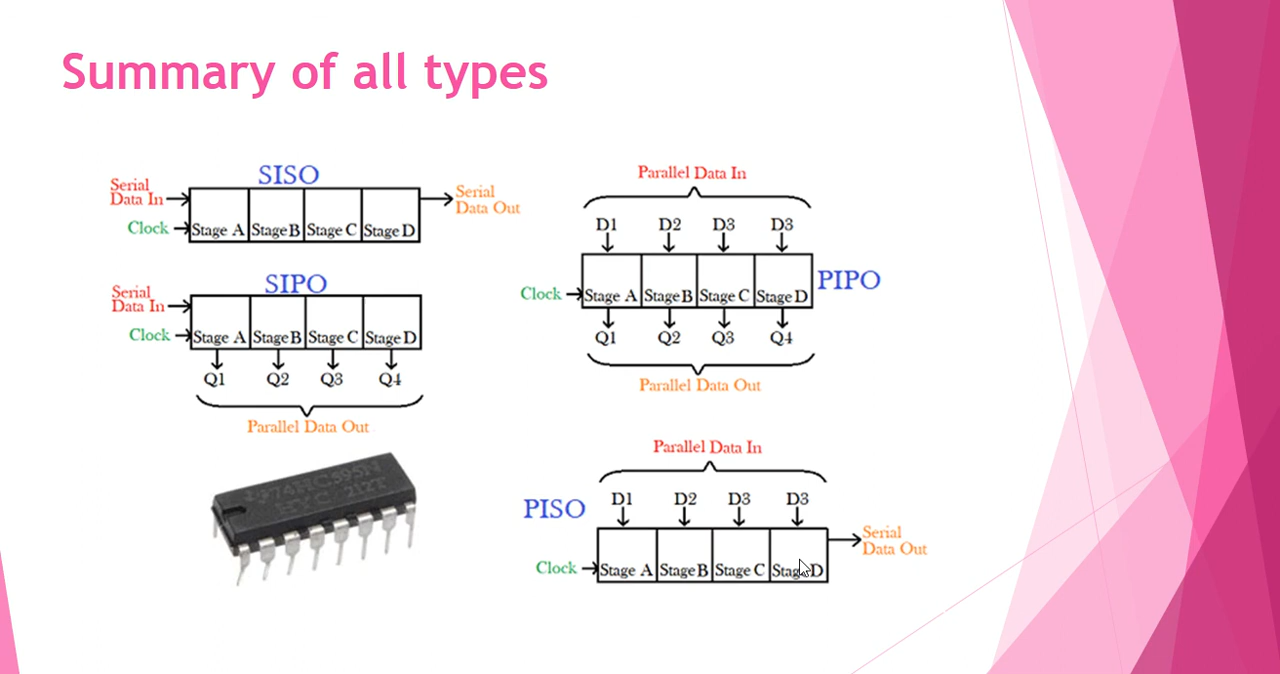 Summary of all types
SISO
Serial
Data In
Clock
Stage A Stage B Stage C Stage D
Serial
Data Out
SIPO
Serial
Data In
Clock
Stage A Stage B Stage C Stage D
Q1 Q2 Q3 Q4
Parallel Data Out
Parallel Data In
D1 D2 D3 D3
PIPO
Clock
Stage A Stage B Stage C Stage D
Q1 Q2 Q3 Q4
Parallel Data Out
Parallel Data In
PISO
D1 D2 D3 D3
Clock
Stage A Stage B Stage C Stage D
Serial
Data Out
74HC595N